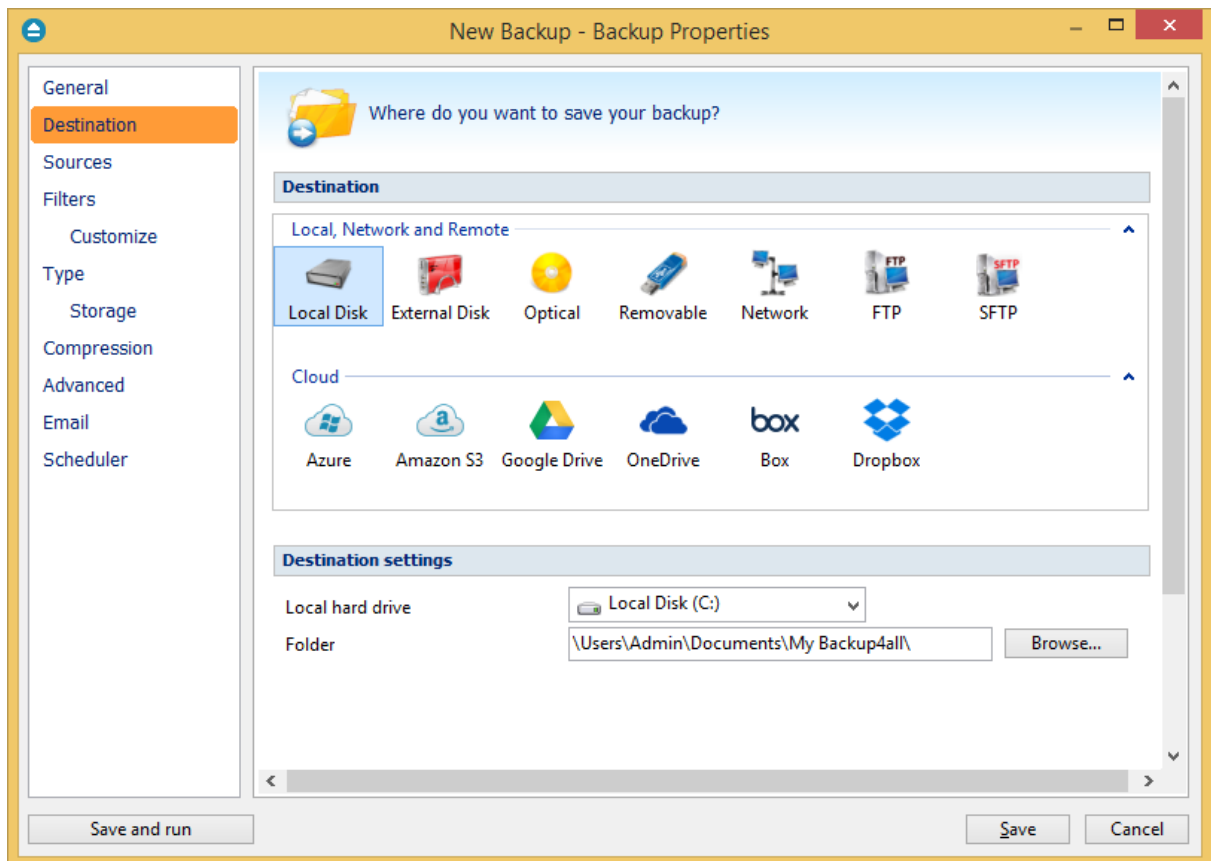 New Backup - Backup Properties
General
Destination
Sources
Filters
Customize
Type
Storage
Compression
Advanced
Email
Scheduler
Where do you want to save your backup?
Destination
Local, Network and Remote
FTP SFTP
Local Disk External Disk Optical Removable Network FTP SFTP
Cloud
a box
Azure Amazon S3 Google Drive OneDrive Box Dropbox
Destination settings
Local hard drive Local Disk (C:)
Folder \Users\Admin\Documents\My Backup4all\ Browse...
Save and run Save Cancel